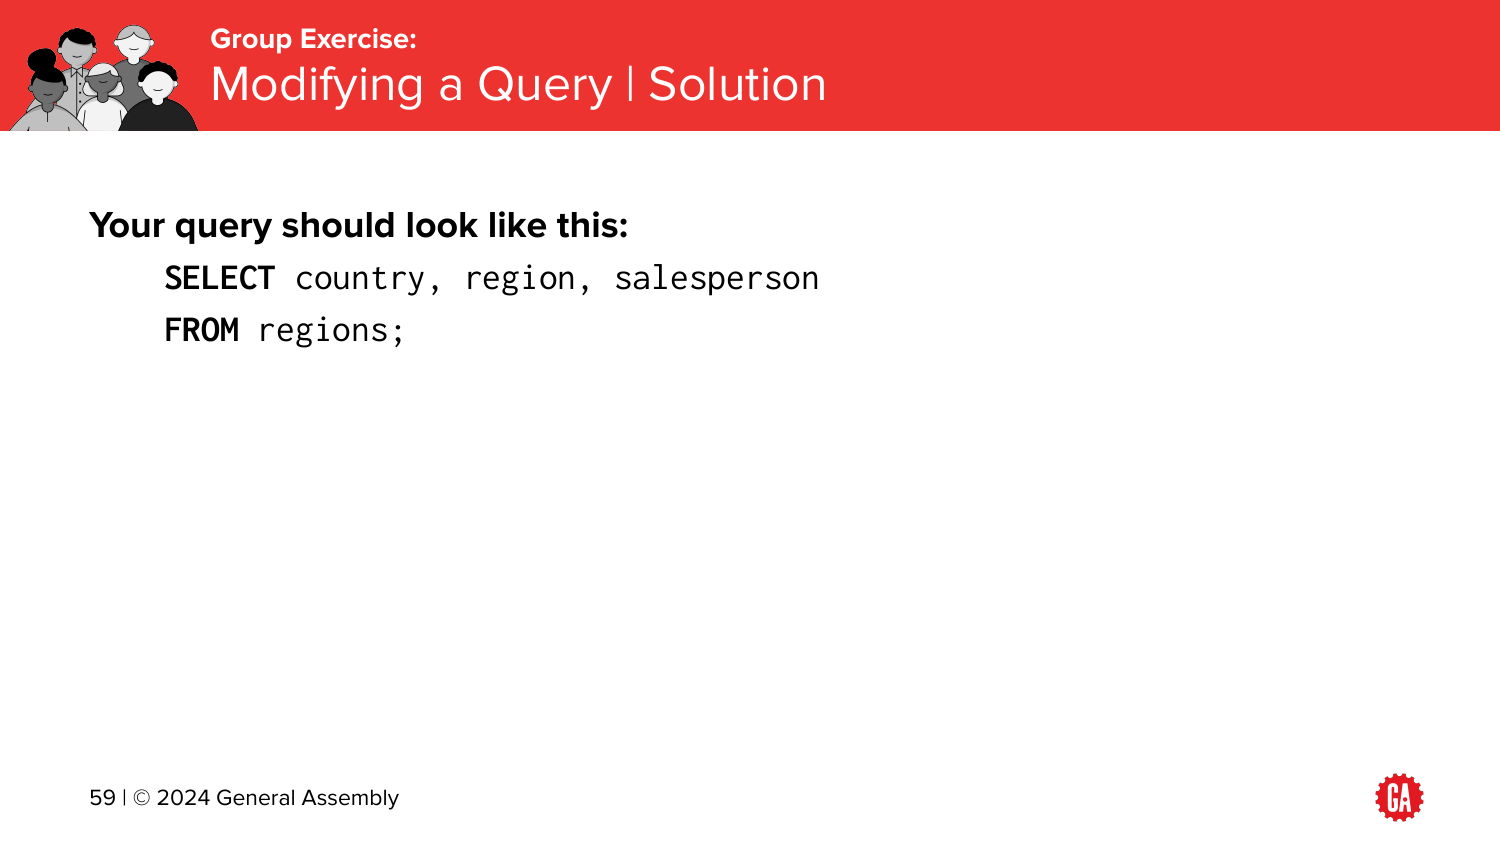 Group Exercise:
Modifying a Query | Solution
Your query should look like this:
SELECT country, region, salesperson
FROM regions;
59 | © 2024 General Assembly
GA